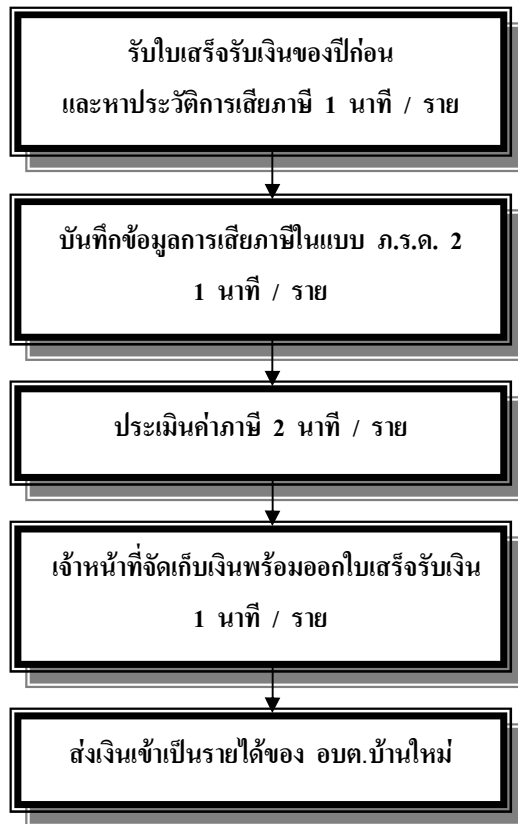 รับใบเสร็จรับเงินของปีก่อน
และหาประวัติการเสียภาษี 1 นาที / ราย
บันทึกข้อมูลการเสียภาษีในแบบ ภ.ร.ด. 2
1 นาที / ราย
ประเมินค่าภาษี 2 นาที / ราย
เจ้าหน้าที่จัดเก็บเงินพร้อมออกใบเสร็จรับเงิน
1 นาที / ราย
ส่งเงินเข้าเป็นรายได้ของ อบต.บ้านใหม่